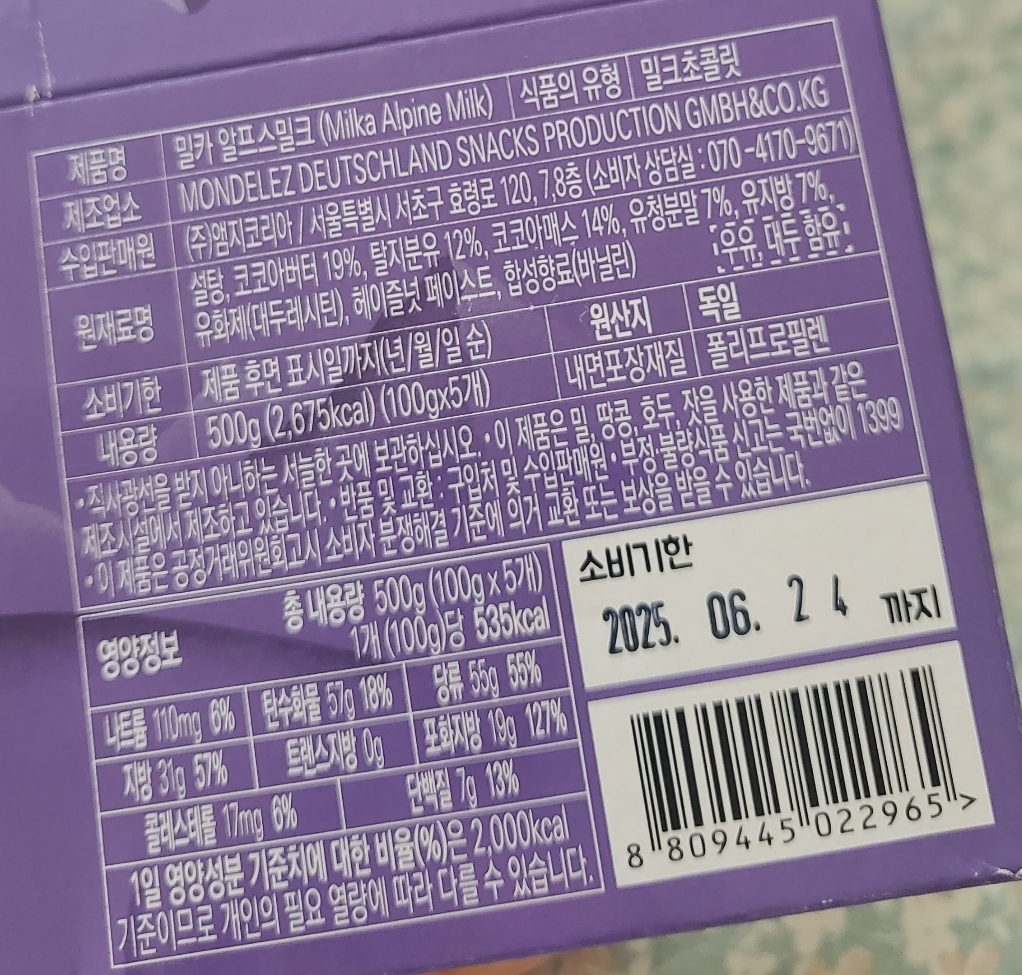 제품명 밀카 알프스밀크 (Milka Alpine Milk) 식품의 유형 밀크초콜릿
제조업소 MONDELEZ DEUTSCHLAND SNACKS PRODUCTION GMBH&CO.KG
수입판매원 (주)앰지코리아 / 서울특별시 서초구 효령로 120, 7,8층 (소비자 상담실 : 070-4170-9671)
원재료명 설탕, 코코아버터 19%, 탈지분유 12%, 코코아매스 14%, 유청분말 7%, 유지방 7%,
유화제(대두레시틴), 헤이즐넛 페이스트, 합성향료(바닐린) 우유, 대두 함유
소비기한 제품 후면 표시일까지(년/월/일 순) 원산지 독일
내용량 500g (2,675kcal) (100gx5개) 내면포장재질 폴리프로필렌
•직사광선을 받지 아니하는 서늘한 곳에 보관하십시오. •이 제품은 밀, 땅콩, 호두, 잣을 사용한 제품과 같은
제조시설에서 제조하고 있습니다. •반품 및 교환 : 구입처 및 수입판매원 •부정·불량식품 신고는 국번없이 1399
•이 제품은 공정거래위원회고시 소비자 분쟁해결 기준에 의거 교환 또는 보상을 받을 수 있습니다.
영양정보 총 내용량 500g (100g x 5개)
1개 (100g)당 535kcal
나트륨 110mg 6% 탄수화물 57g 18% 당류 55g 55%
지방 31g 57% 트랜스지방 0g 포화지방 19g 127%
콜레스테롤 17mg 6% 단백질 7g 13%
1일 영양성분 기준치에 대한 비율(%)은 2,000kcal
기준이므로 개인의 필요 열량에 따라 다를 수 있습니다.
소비기한
2025. 06. 24 까지
8 809445 022965 >